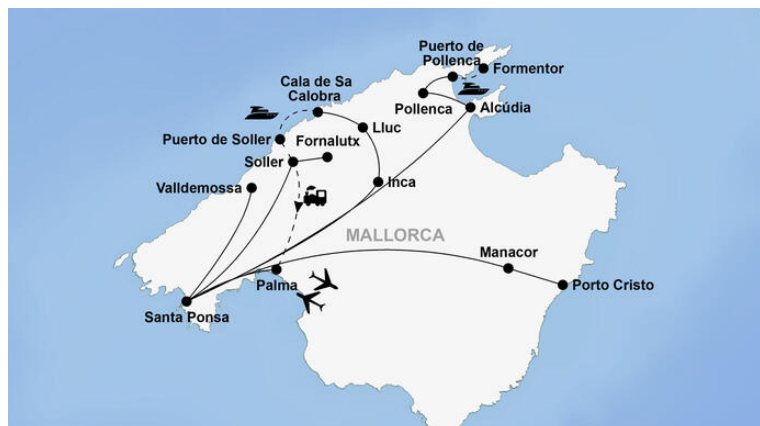 Puerto de
Pollenca
Formentor
Cala de Sa
Calobra
Pollenca
Alcúdia
Lluc
Puerto de Soller
Fornalutx
Soller
Valldemossa
Inca
MALLORCA
Manacor
Palma
Porto Cristo
Santa Ponsa